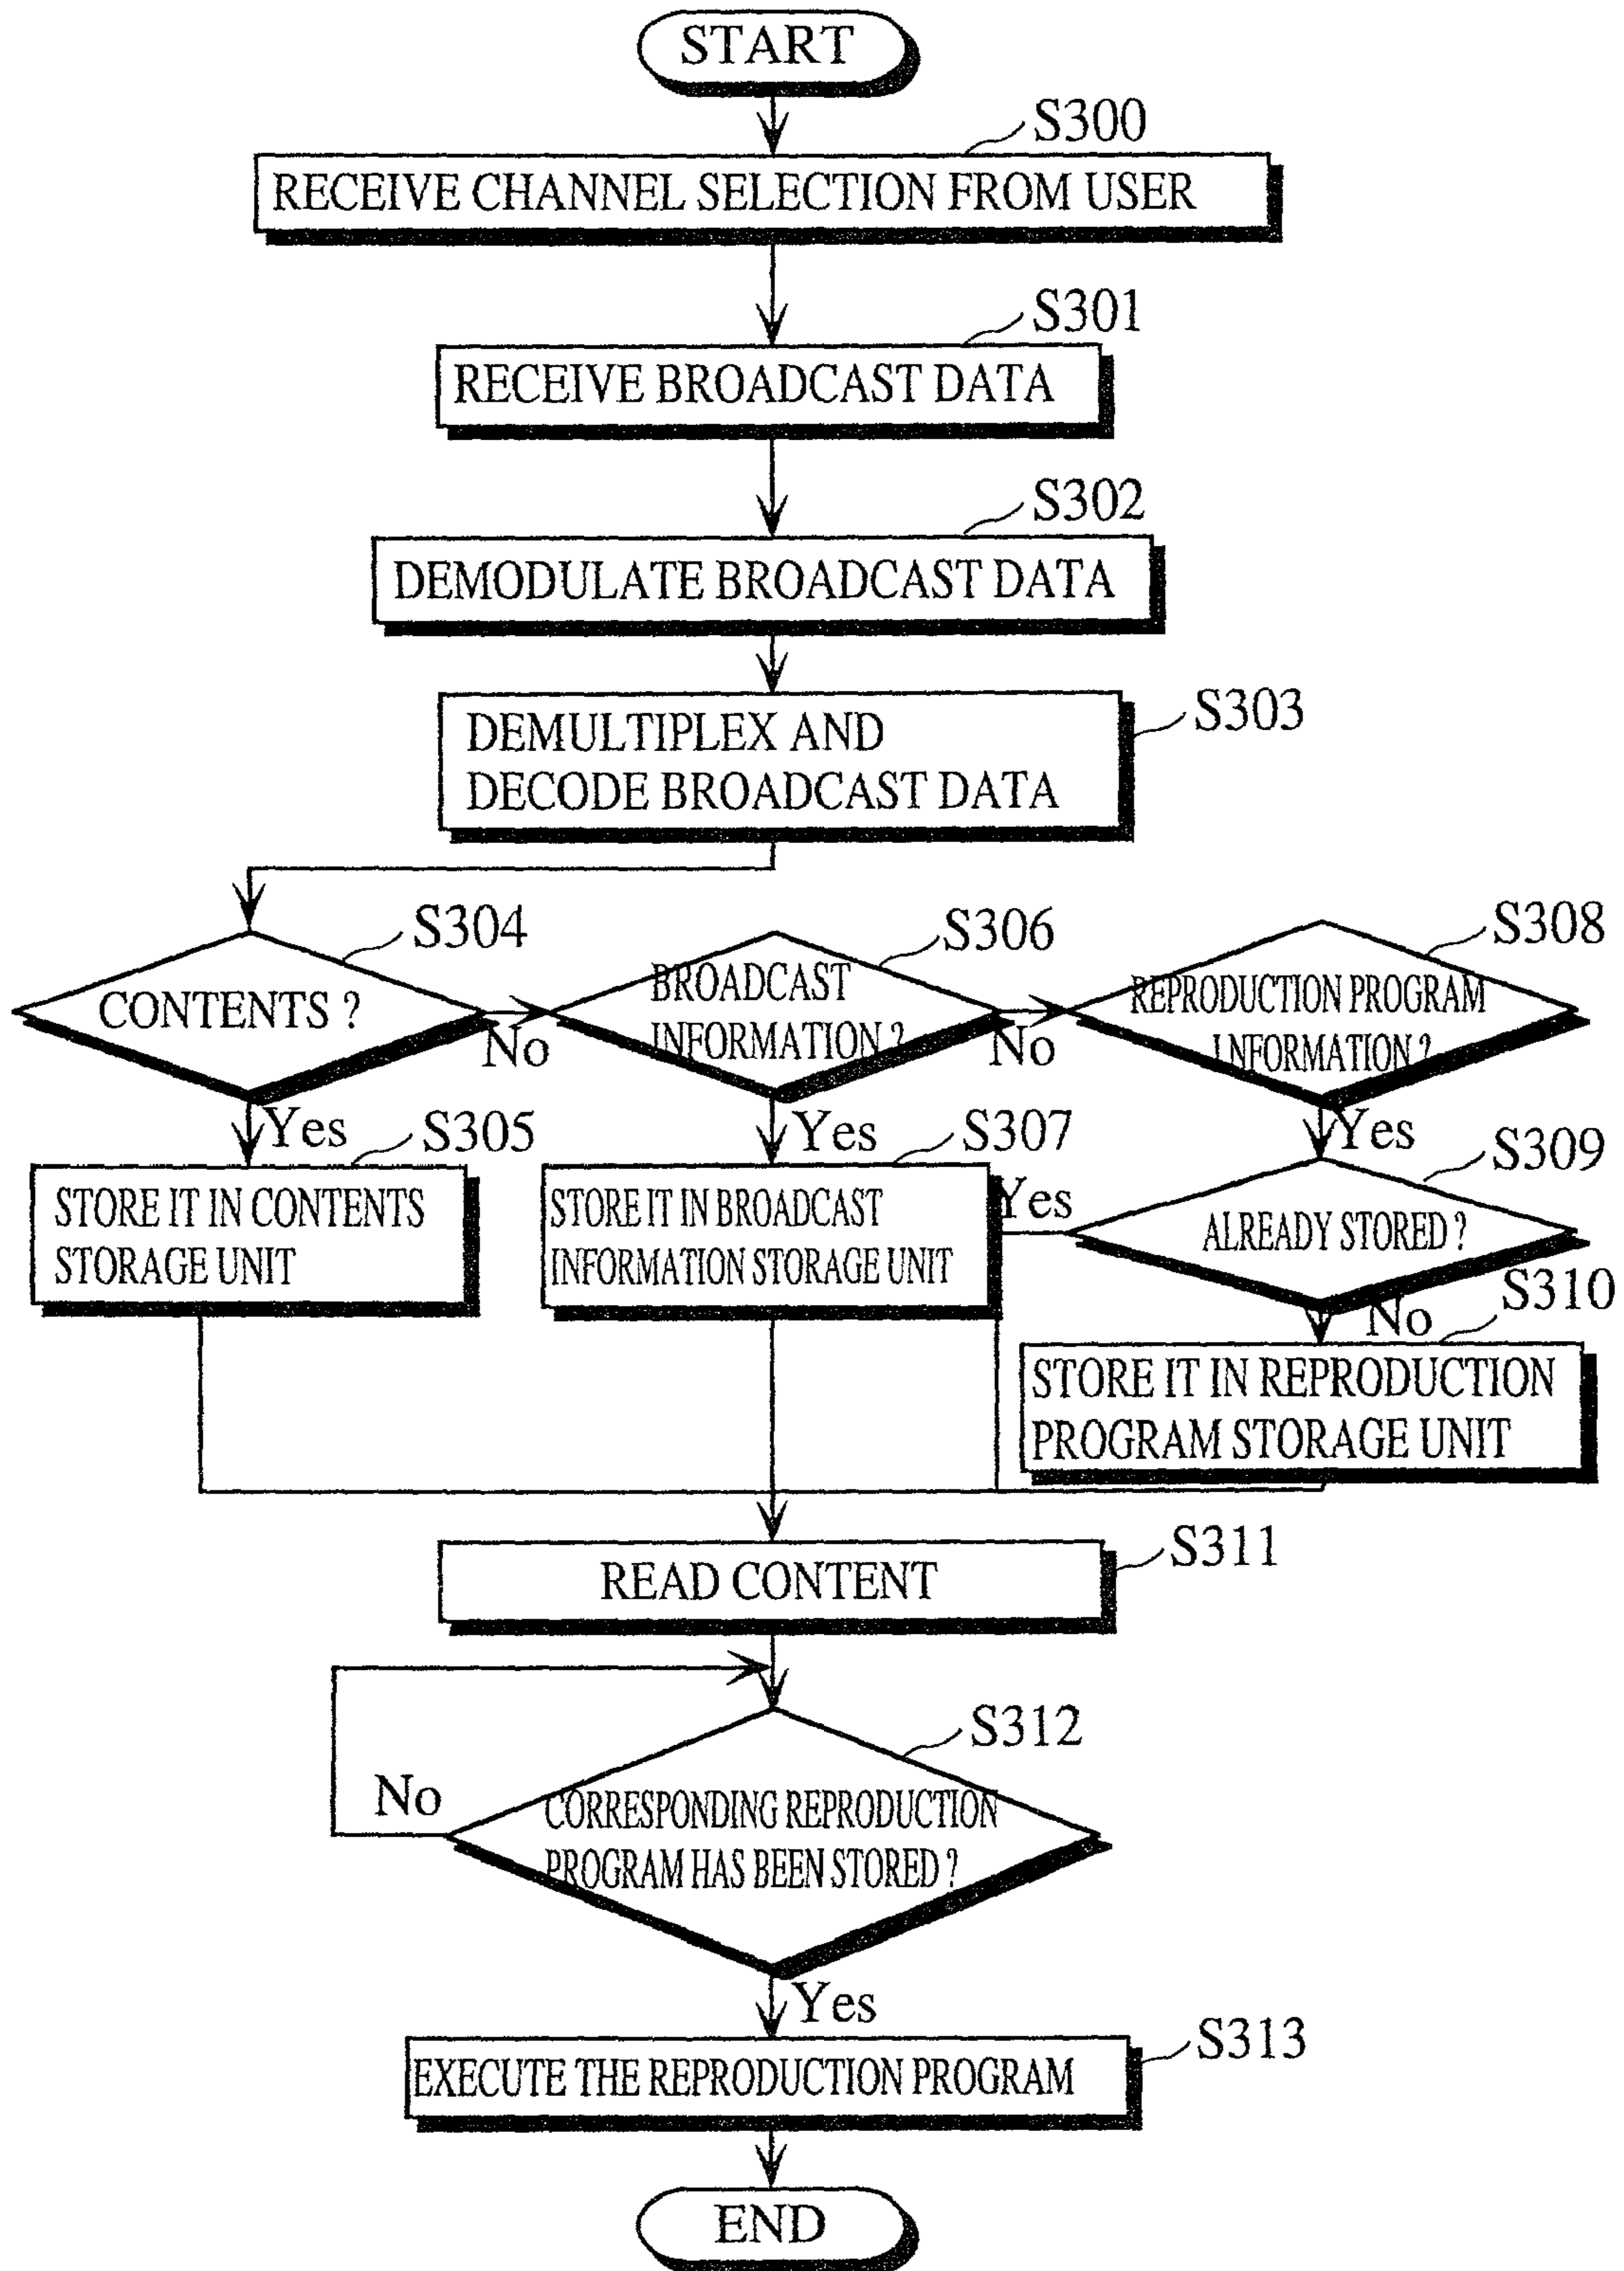 START
S300
RECEIVE CHANNEL SELECTION FROM USER
S301
RECEIVE BROADCAST DATA
S302
DEMODULATE BROADCAST DATA
S303
DEMULTIPLEX AND
DECODE BROADCAST DATA
S304
CONTENTS ?
No
Yes
S306
BROADCAST
INFORMATION ?
No
Yes
S308
REPRODUCTION PROGRAM
INFORMATION ?
Yes
S305
STORE IT IN CONTENTS
STORAGE UNIT
S307
STORE IT IN BROADCAST
INFORMATION STORAGE UNIT
S309
ALREADY STORED ?
Yes
No
S310
STORE IT IN REPRODUCTION
PROGRAM STORAGE UNIT
S311
READ CONTENT
S312
CORRESPONDING REPRODUCTION
PROGRAM HAS BEEN STORED ?
No
Yes
S313
EXECUTE THE REPRODUCTION PROGRAM
END